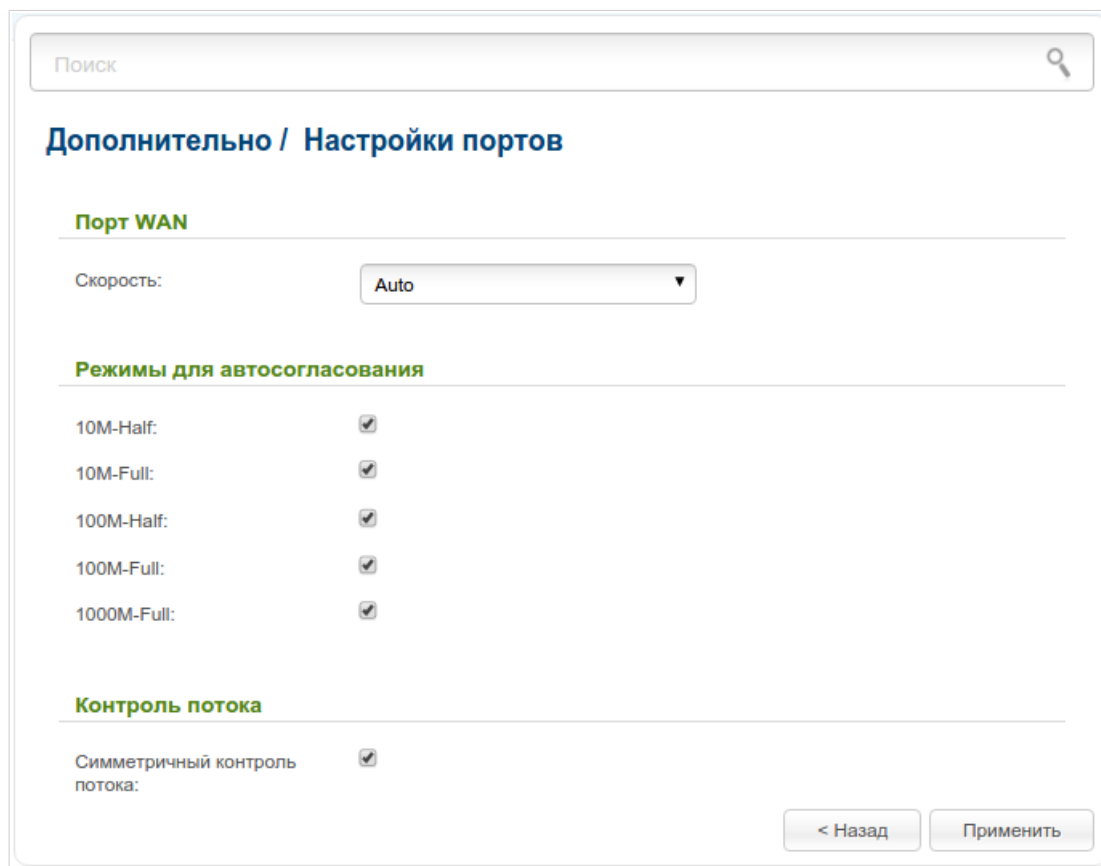 Поиск
Дополнительно / Настройки портов
Порт WAN
Скорость:
Auto
Режимы для автосогласования
10M-Half:
10M-Full:
100M-Half:
100M-Full:
1000M-Full:
Контроль потока
Симметричный контроль
потока:
< Назад
Применить